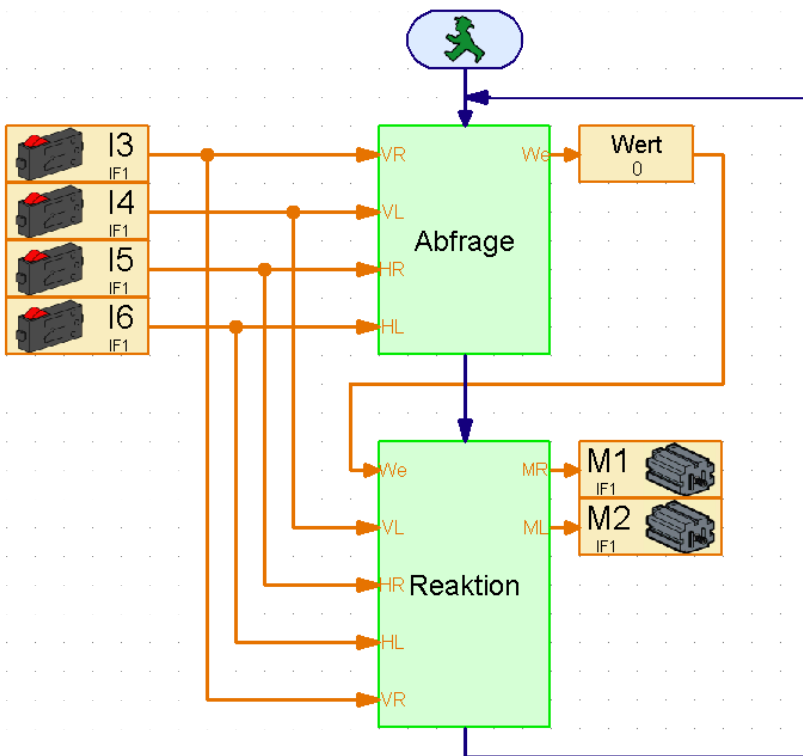 I3
IF1
I4
IF1
I5
IF1
I6
IF1
VR
VL
HR
HL
Abfrage
We
Wert
0
We
VL
HR
HL
VR
Reaktion
MR
ML
M1
IF1
M2
IF1